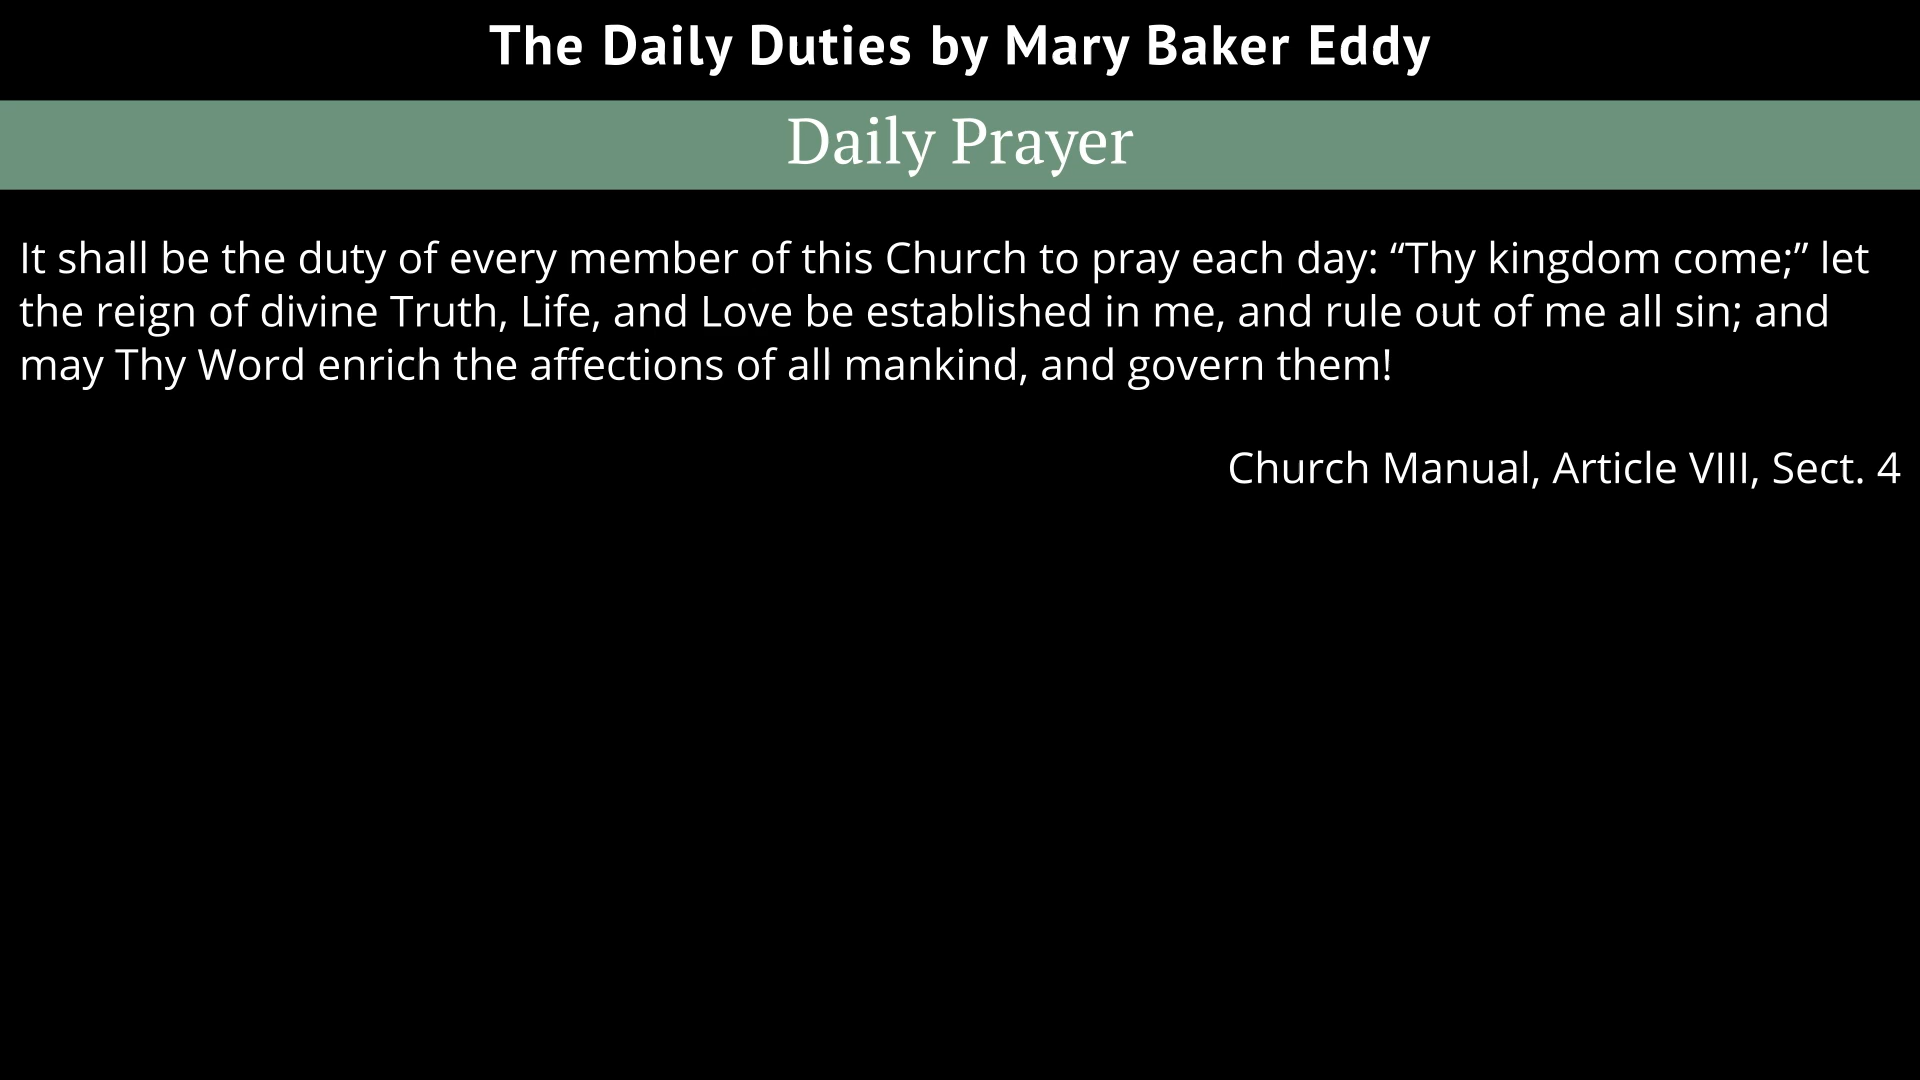 The Daily Duties by Mary Baker Eddy
Daily Prayer
It shall be the duty of every member of this Church to pray each day: “Thy kingdom come;” let
the reign of divine Truth, Life, and Love be established in me, and rule out of me all sin; and
may Thy Word enrich the affections of all mankind, and govern them!
Church Manual, Article VIII, Sect. 4